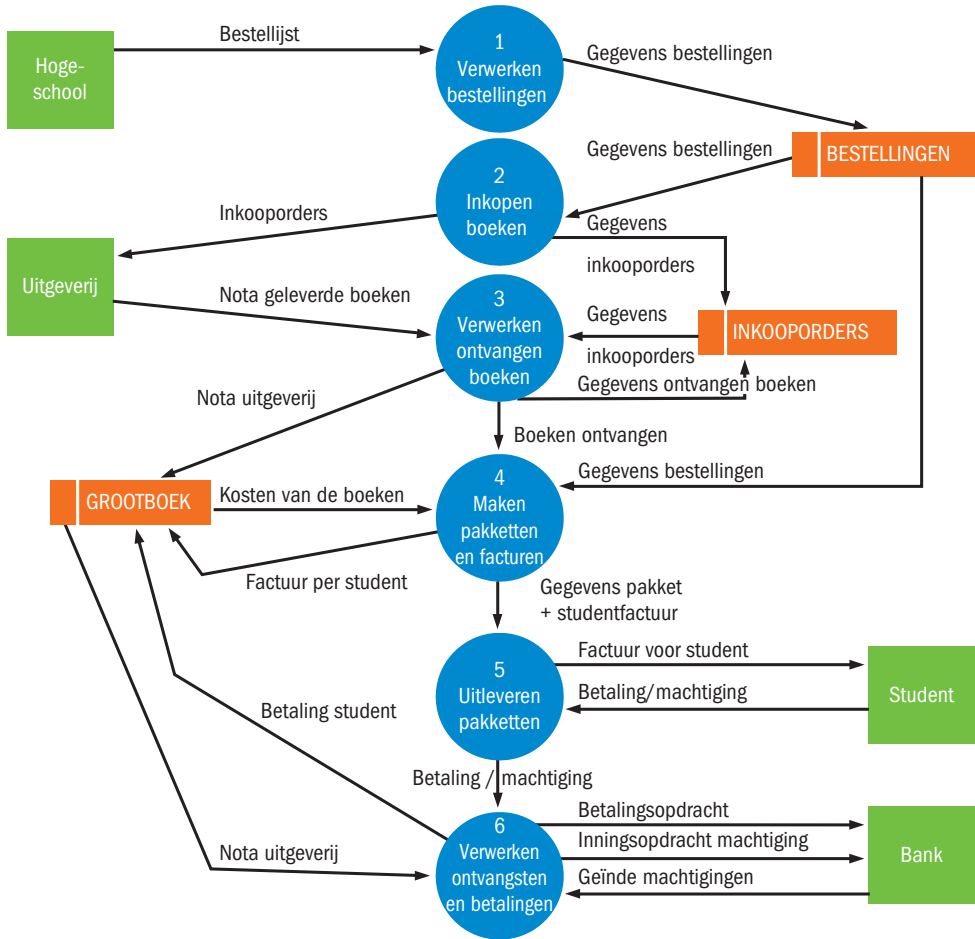 Bestellijst
1
Verwerken
bestellingen
Hoge-
school
Gegevens bestellingen
BESTELLINGEN
Gegevens bestellingen
2
Inkopen
boeken
Inkooporders
Gegevens
inkooporders
Uitgeverij
Nota geleverde boeken
3
Verwerken
ontvangen
boeken
Gegevens
inkooporders
INKOOPORDERS
Gegevens ontvangen boeken
Nota uitgeverij
Boeken ontvangen
Gegevens bestellingen
GROOTBOEK
Kosten van de boeken
4
Maken
pakketten
en facturen
Factuur per student
Gegevens pakket
+ studentfactuur
5
Uitleveren
pakketten
Factuur voor student
Betaling/machtiging
Student
Betaling student
Betaling / machtiging
6
Verwerken
ontvangsten
en betalingen
Betalingsopdracht
Inningsopdracht machtiging
Geïnde machtigingen
Bank
Nota uitgeverij